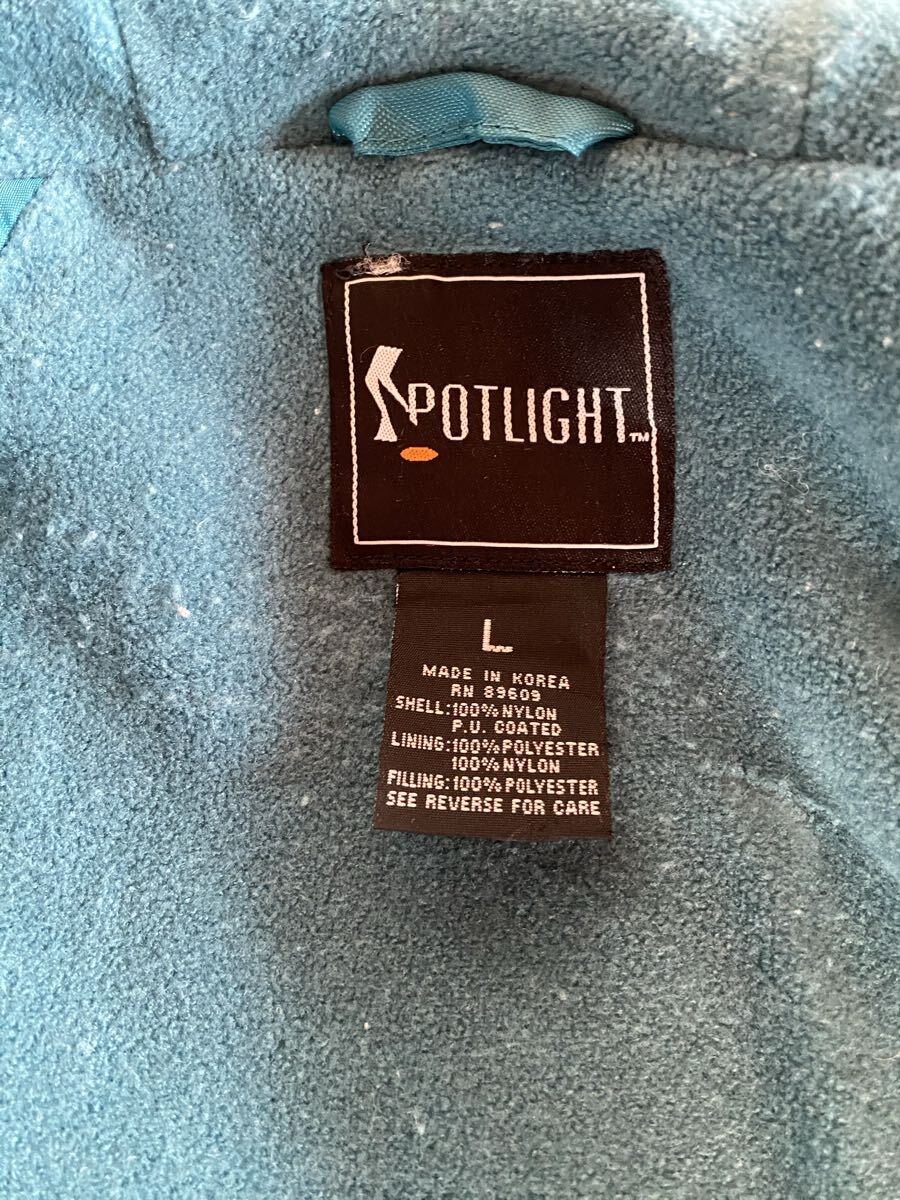 SPOTLIGHT™
L
MADE IN KOREA
RN 89609
SHELL:100%NYLON
P.U. COATED
LINING:100%POLYESTER
100%NYLON
FILLING:100%POLYESTER
SEE REVERSE FOR CARE